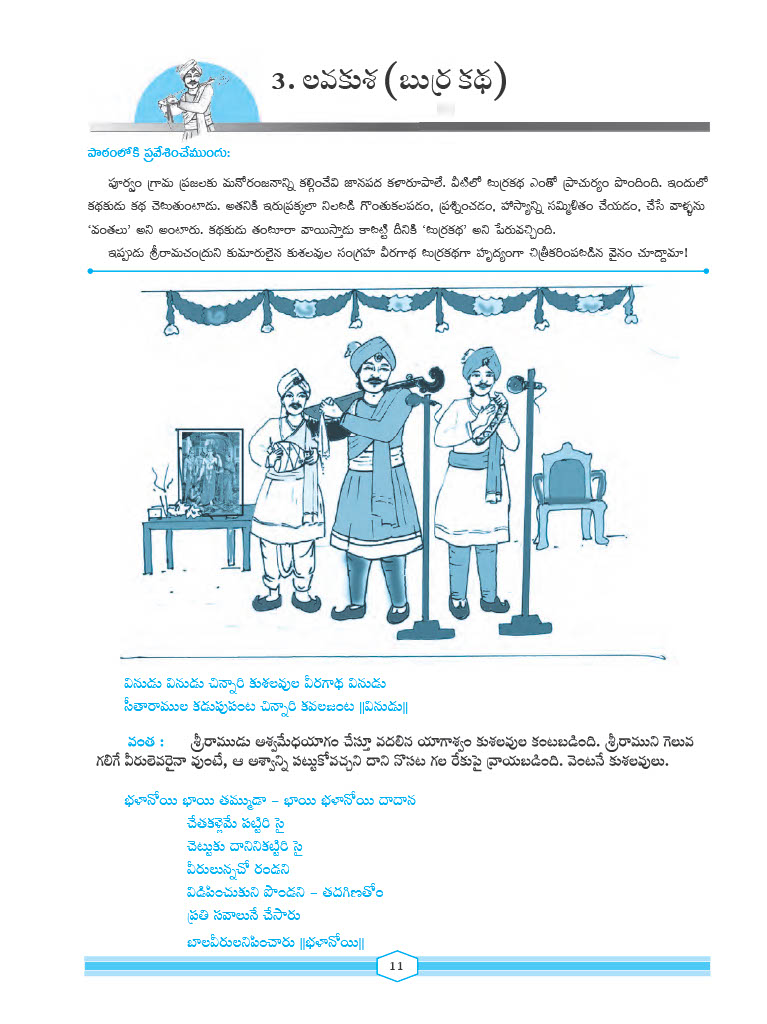 3. లవకుశ (బుర్ర కథ)
పాఠంలోకి ప్రవేశించేముందు:
పూర్వం గ్రామ ప్రజలకు మనోరంజనాన్ని కల్గించేవి జానపద కళారూపాలే. వీటిలో బుర్రకథ ఎంతో ప్రాచుర్యం పొందింది. ఇందులో
కథకుడు కథ చెబుతుంటాడు. అతనికి ఇరుప్రక్కలా నిలబడి గొంతుకలపడం, ప్రశ్నించడం, హాస్యాన్ని సమ్మిళితం చేయడం, చేసే వాళ్ళను
‘వంతలు’ అని అంటారు. కథకుడు తంబూరా వాయిస్తాడు కాబట్టి దీనికి ‘బుర్రకథ’ అని పేరువచ్చింది.
ఇప్పుడు శ్రీరామచంద్రుని కుమారులైన కుశలవుల సంగ్రహ వీరగాథ బుర్రకథగా హృద్యంగా చిత్రీకరింపబడిన వైనం చూద్దామా!
వినుడు వినుడు చిన్నారి కుశలవుల వీరగాథ వినుడు
సీతారాముల కడుపుపంట చిన్నారి కవలజంట ||వినుడు||
వంత : శ్రీరాముడు అశ్వమేధయాగం చేస్తూ వదలిన యాగాశ్వం కుశలవుల కంటబడింది. శ్రీరాముని గెలువ
గలిగే వీరులెవరైనా వుంటే, ఆ అశ్వాన్ని పట్టుకోవచ్చని దాని నొసట గల రేకుపై వ్రాయబడింది. వెంటనే కుశలవులు.
భళానోయి భాయి తమ్ముడా – భాయి భళానోయి దాదాన
చేతకళ్లెమే పట్టిరి సై
చెట్టుకు దానినికట్టిరి సై
వీరులున్నచో రండని
విడిపించుకుని పొండని – తదగిణతోం
ప్రతి సవాలునే చేసారు
బాలవీరులనిపించారు ||భళానోయి||
11